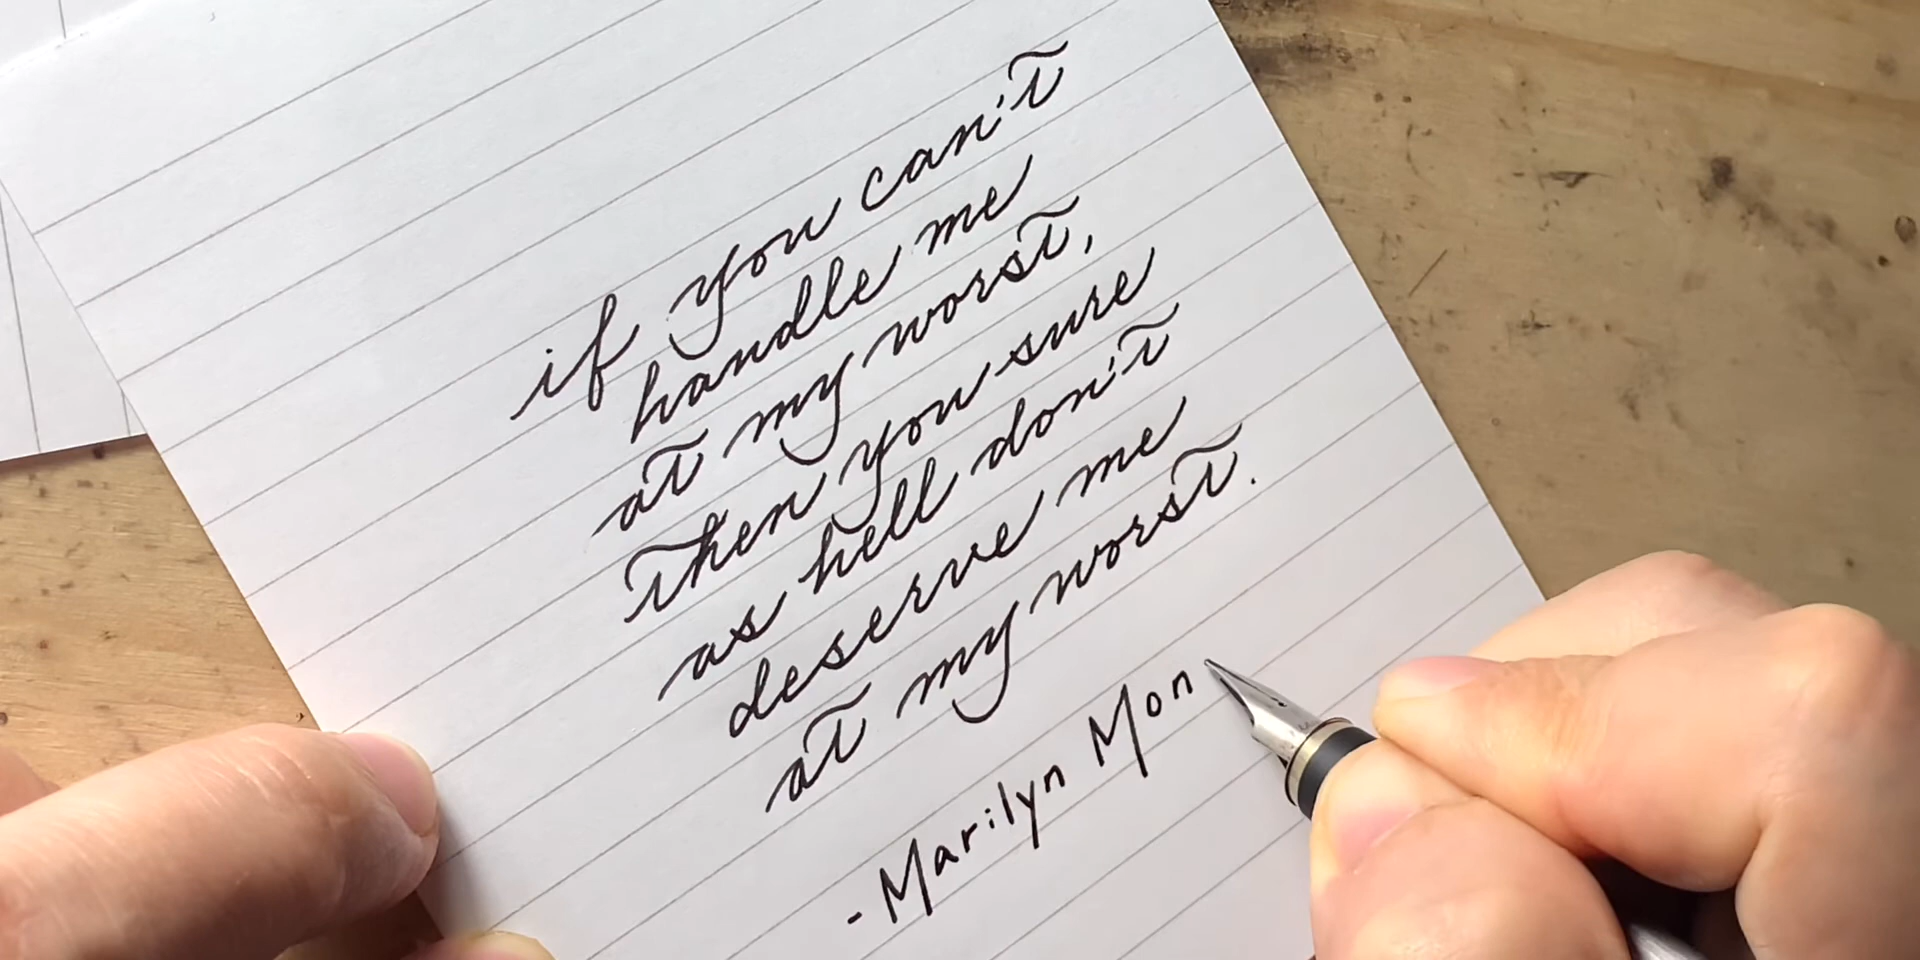 if you can't
handle me
at my worst,
then you sure
as hell don't
deserve me
at my worst.
-Marilyn Mon